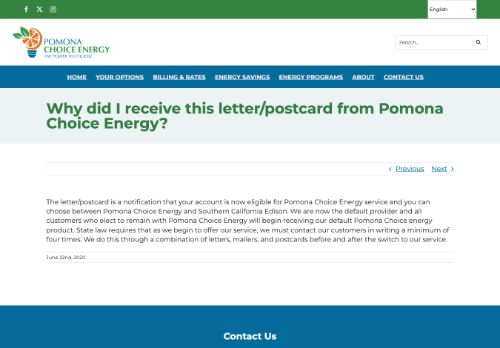 English
POMONA
CHOICE ENERGY
THE POWER TO CHOOSE
Search...
HOME YOUR OPTIONS BILLING & RATES ENERGY SAVINGS ENERGY PROGRAMS ABOUT CONTACT US
Why did I receive this letter/postcard from Pomona
Choice Energy?
Previous Next
The letter/postcard is a notification that your account is now eligible for Pomona Choice Energy service and you can
choose between Pomona Choice Energy and Southern California Edison. We are now the default provider and all
customers who elect to remain with Pomona Choice Energy will begin receiving our default Pomona Choice energy
product. State law requires that as we begin to offer our service, we must contact our customers in writing a minimum of
four times. We do this through a combination of letters, mailers, and postcards before and after the switch to our service.
June 22nd, 2020
Contact Us